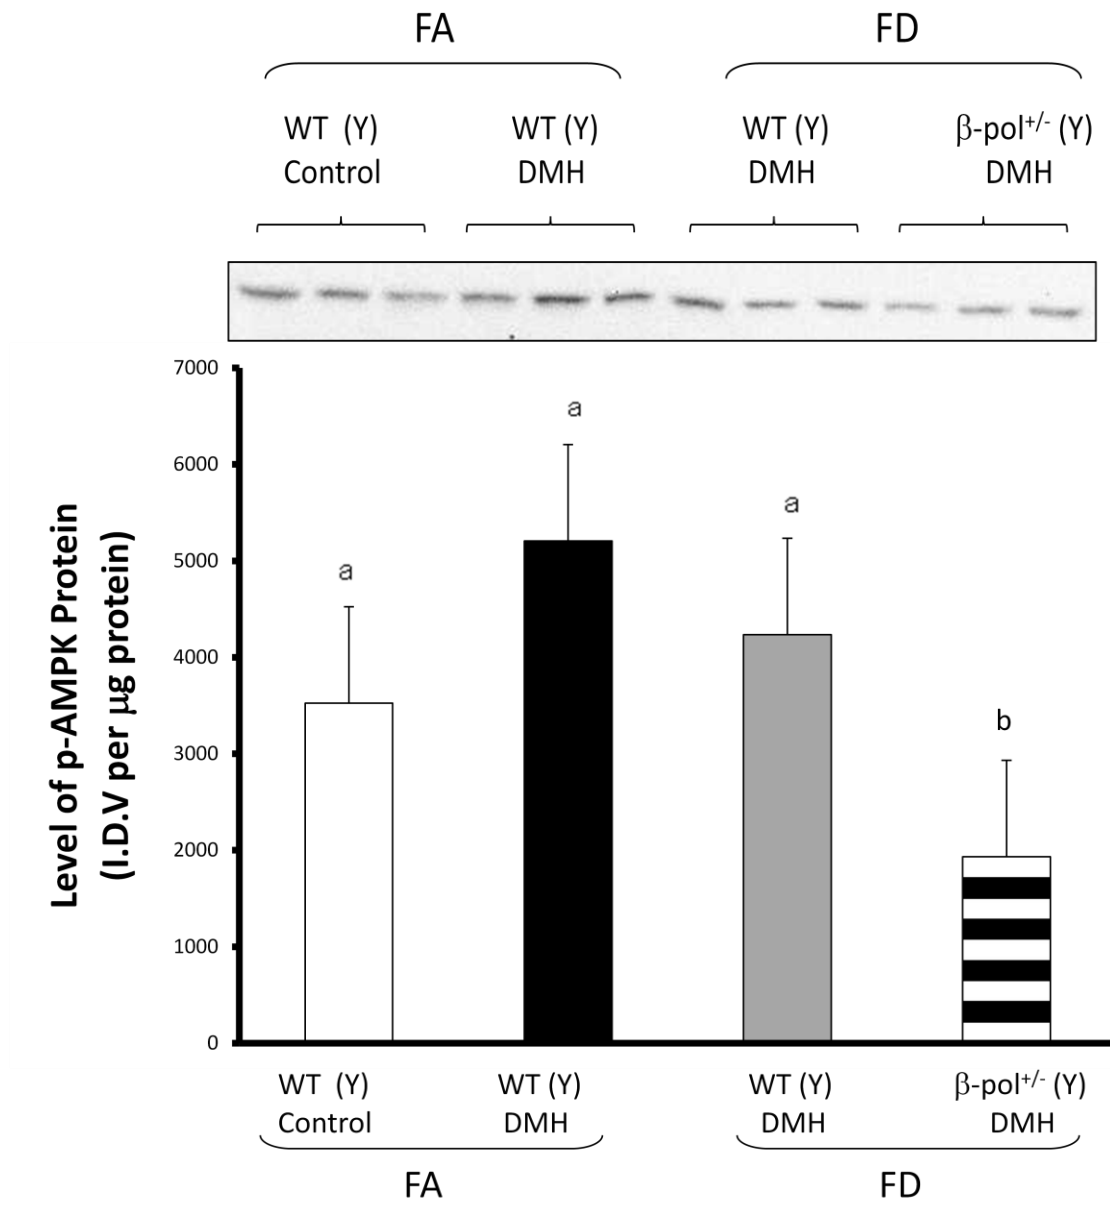 FA FD
WT (Y) WT (Y) WT (Y) β-pol+/- (Y)
Control DMH DMH DMH
7000
a
6000
a
5000
a
4000
b
3000
2000
1000
0
Level of p-AMPK Protein
(I.D.V per µg protein)
WT (Y) WT (Y) WT (Y) β-pol+/- (Y)
Control DMH DMH DMH
FA FD